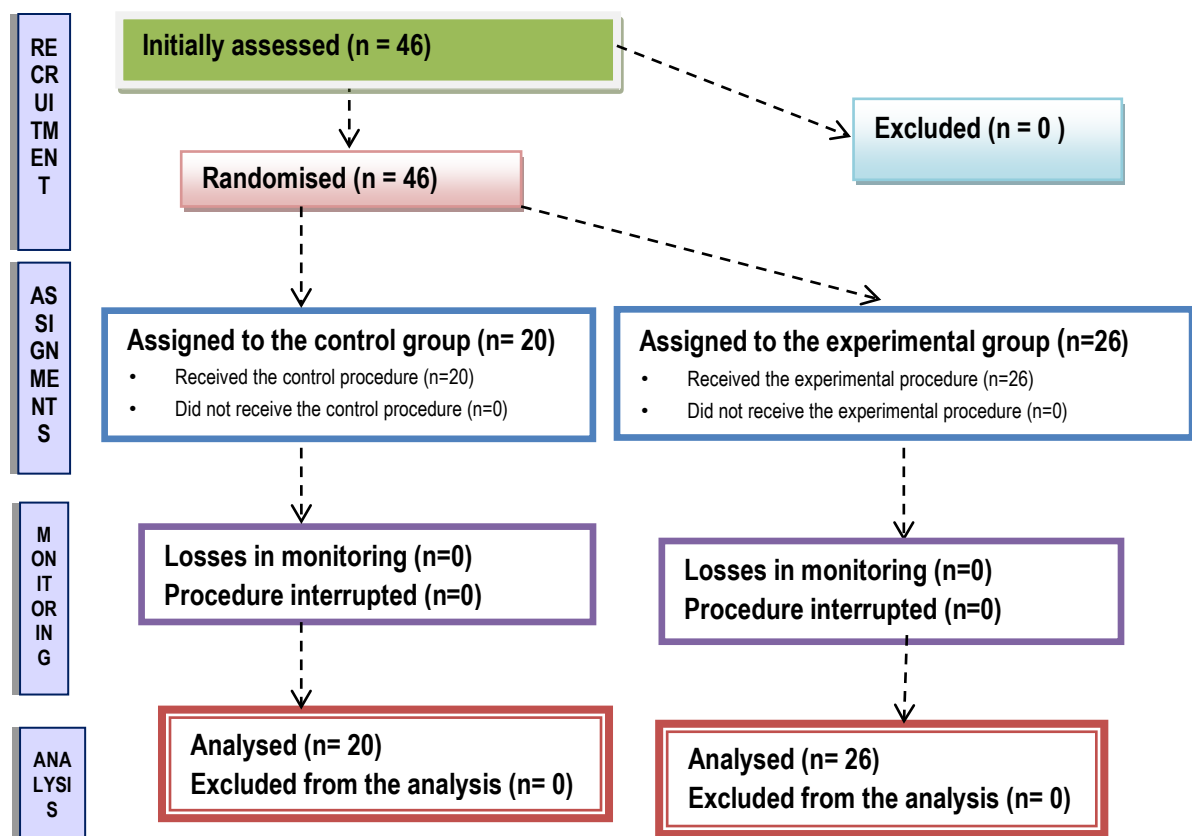 RE
CR
UI
TM
EN
T
Initially assessed (n = 46)
Excluded (n = 0 )
Randomised (n = 46)
AS
SI
GN
ME
NT
S
Assigned to the control group (n= 20)
• Received the control procedure (n=20)
• Did not receive the control procedure (n=0)
Assigned to the experimental group (n=26)
• Received the experimental procedure (n=26)
• Did not receive the experimental procedure (n=0)
M
ON
IT
OR
IN
G
Losses in monitoring (n=0)
Procedure interrupted (n=0)
Losses in monitoring (n=0)
Procedure interrupted (n=0)
ANA
LYSI
S
Analysed (n= 20)
Excluded from the analysis (n= 0)
Analysed (n= 26)
Excluded from the analysis (n= 0)